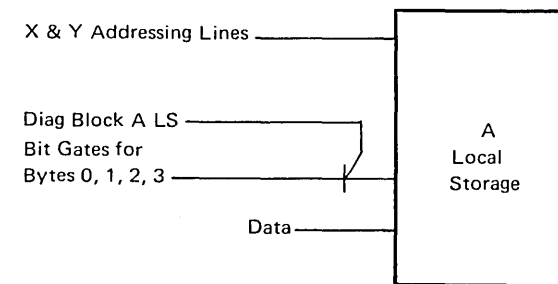 X & Y Addressing Lines
Diag Block A LS
Bit Gates for
Bytes 0, 1, 2, 3
Data
A
Local
Storage